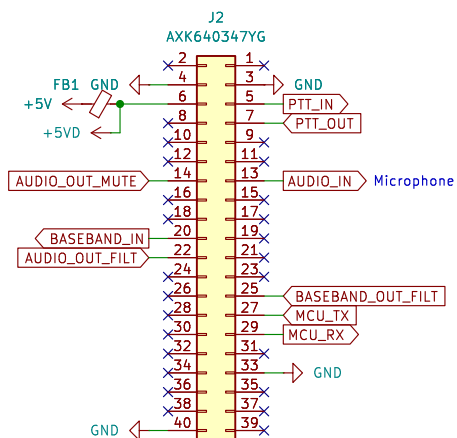 J2
AXK640347YG
2 1
FB1 GND 4 3 GND
+5V 6 5 PTT_IN
+5VD 8 7 PTT_OUT
10 9
12 11
AUDIO_OUT_MUTE 14 13 AUDIO_IN Microphone
16 15
18 17
BASEBAND_IN 20 19
AUDIO_OUT_FILT 22 21
24 23
26 25 BASEBAND_OUT_FILT
28 27 MCU_TX
30 29 MCU_RX
32 31
34 33 GND
36 35
38 37
GND 40 39